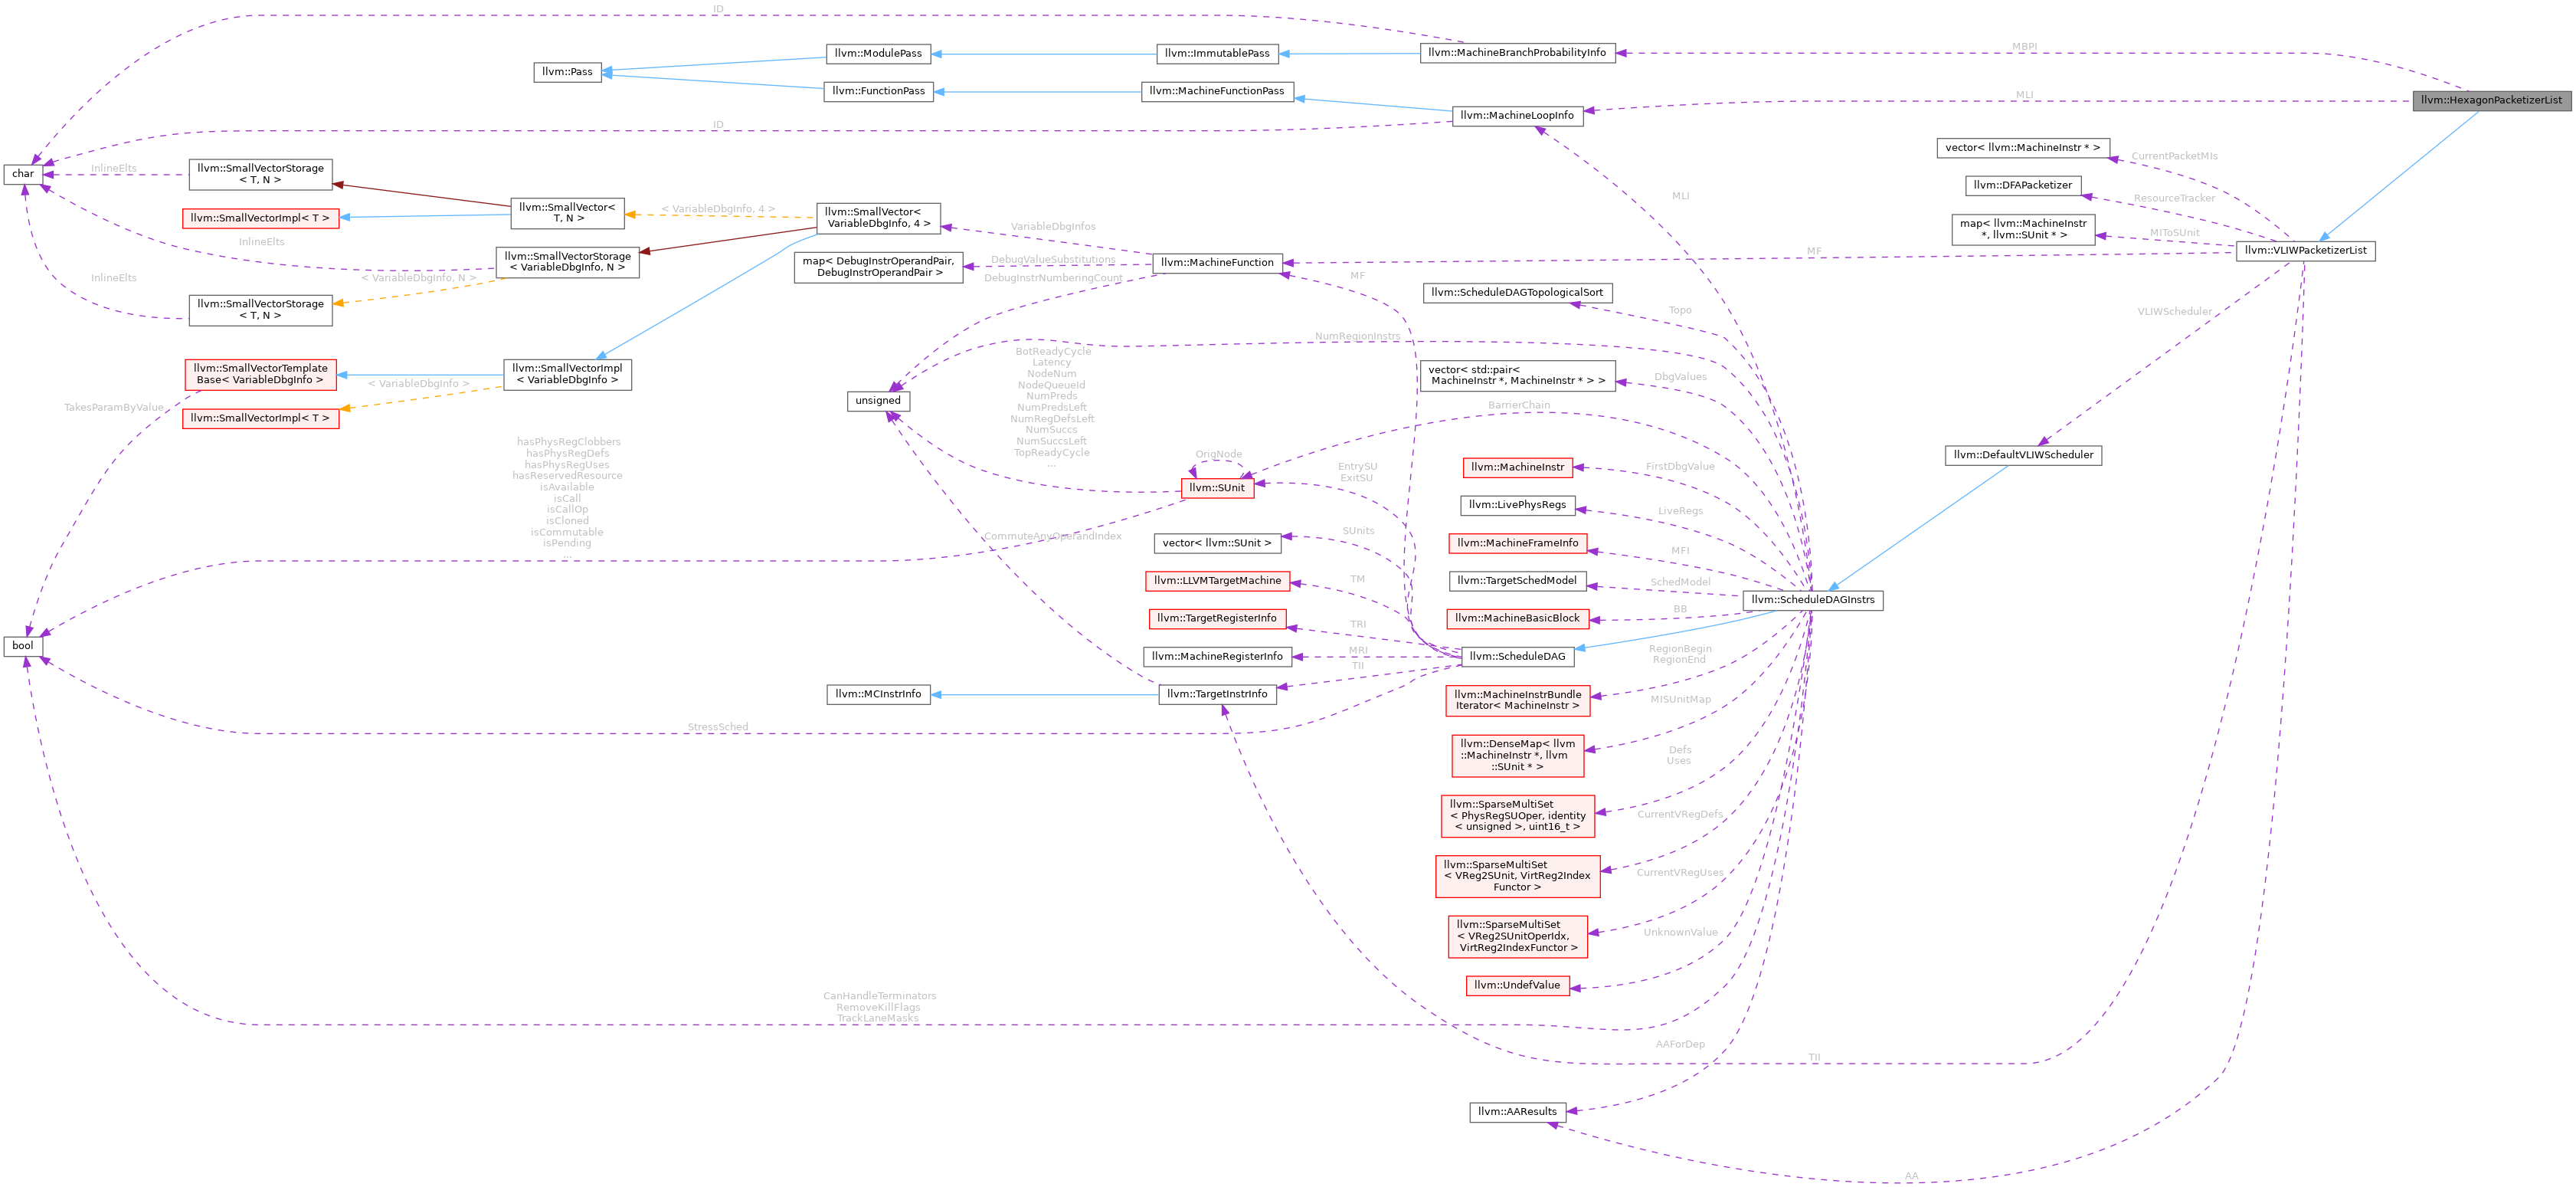 ID
llvm::ModulePass
llvm::ImmutablePass
llvm::MachineBranchProbabilityInfo
MBPI
llvm::Pass
llvm::FunctionPass
llvm::MachineFunctionPass
MLI
llvm::HexagonPacketizerList
llvm::MachineLoopInfo
ID
char
InlineElts
llvm::SmallVectorStorage
< T, N >
vector< llvm::MachineInstr * >
CurrentPacketMIs
llvm::DFAPacketizer
ResourceTracker
MLI
llvm::SmallVectorImpl< T >
llvm::SmallVector<
T, N >
< VariableDbgInfo, 4 >
llvm::SmallVector<
VariableDbgInfo, 4 >
VariableDbgInfos
map< llvm::MachineInstr
*, llvm::SUnit * >
MIToSUnit
InlineElts
llvm::SmallVectorStorage
< VariableDbgInfo, N >
map< DebugInstrOperandPair,
DebugInstrOperandPair >
DebugValueSubstitutions
llvm::MachineFunction
MF
llvm::VLIWPacketizerList
InlineElts
< VariableDbgInfo, N >
DebugInstrNumberingCount
MF
llvm::ScheduleDAGTopologicalSort
llvm::SmallVectorStorage
< T, N >
Topo
VLIWScheduler
NumRegionInstrs
llvm::SmallVectorTemplate
Base< VariableDbgInfo >
< VariableDbgInfo >
llvm::SmallVectorImpl
< VariableDbgInfo >
BotReadyCycle
Latency
NodeNum
NodeQueueId
NumPreds
NumPredsLeft
NumRegDefsLeft
NumSuccs
NumSuccsLeft
TopReadyCycle
...
vector< std::pair<
MachineInstr *, MachineInstr * > >
DbgValues
TakesParamByValue
llvm::SmallVectorImpl< T >
unsigned
BarrierChain
hasPhysRegClobbers
hasPhysRegDefs
hasPhysRegUses
hasReservedResource
isAvailable
isCall
isCallOp
isCloned
isCommutable
isPending
...
OrigNode
llvm::SUnit
EntrySU
ExitSU
llvm::MachineInstr
FirstDbgValue
llvm::DefaultVLIWScheduler
llvm::LivePhysRegs
LiveRegs
CommuteAnyOperandIndex
vector< llvm::SUnit >
SUnits
llvm::MachineFrameInfo
MFI
llvm::LLVMTargetMachine
TM
llvm::TargetSchedModel
SchedModel
llvm::ScheduleDAGInstrs
llvm::TargetRegisterInfo
TRI
llvm::MachineBasicBlock
BB
bool
llvm::MachineRegisterInfo
MRI
llvm::ScheduleDAG
RegionBegin
RegionEnd
TII
llvm::MCInstrInfo
llvm::TargetInstrInfo
llvm::MachineInstrBundle
Iterator< MachineInstr >
MISUnitMap
StressSched
llvm::DenseMap< llvm
::MachineInstr *, llvm
::SUnit * >
Defs
Uses
llvm::SparseMultiSet
< PhysRegSUOper, identity
< unsigned >, uint16_t >
CurrentVRegDefs
llvm::SparseMultiSet
< VReg2SUnit, VirtReg2Index
Functor >
CurrentVRegUses
llvm::SparseMultiSet
< VReg2SUnitOperIdx,
VirtReg2IndexFunctor >
UnknownValue
llvm::UndefValue
CanHandleTerminators
RemoveKillFlags
TrackLaneMasks
AAForDep
TII
llvm::AAResults
AA